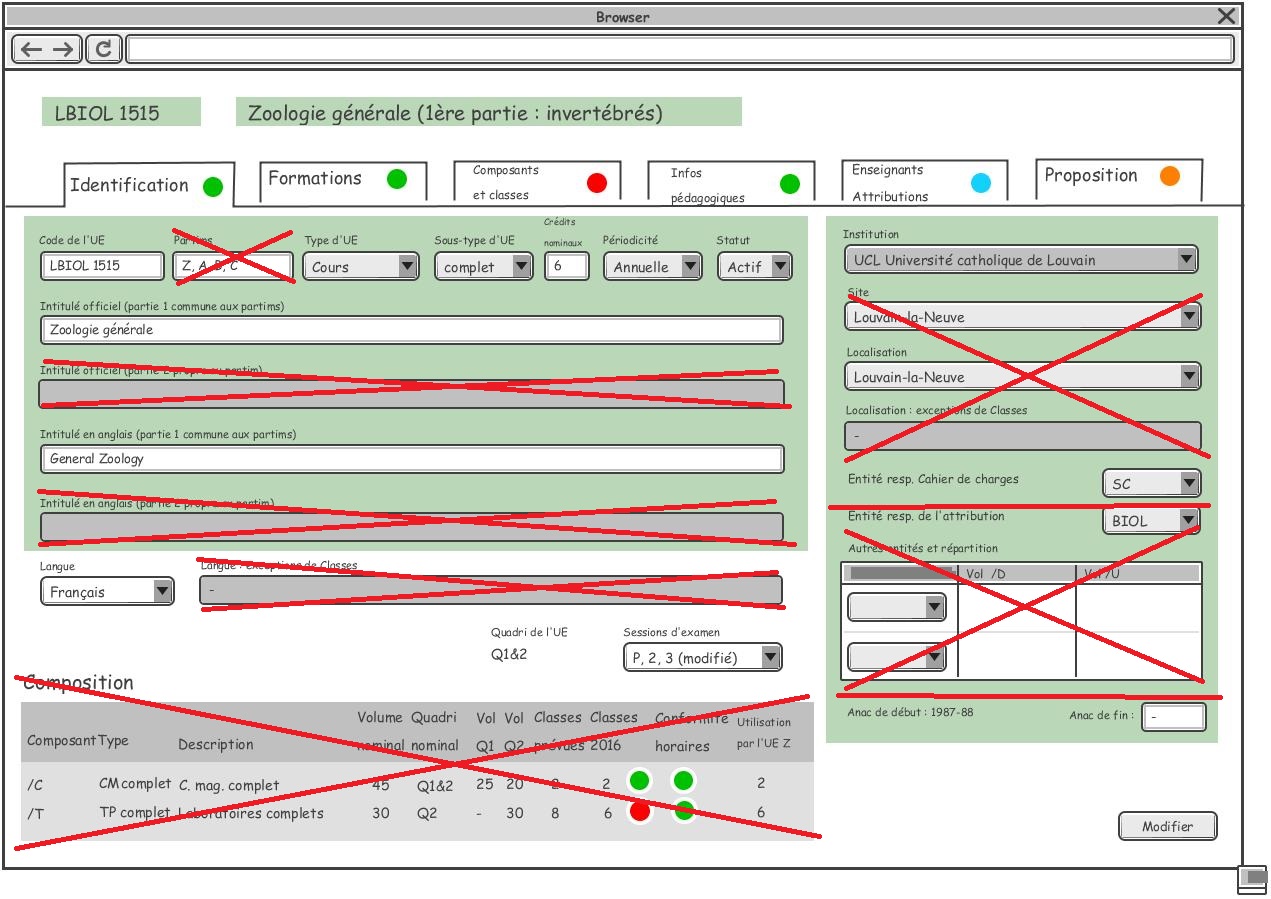 Browser
LBIOL 1515 Zoologie générale (1ère partie : invertébrés)
Identification Formations Composants et classes Infos pédagogiques Enseignants Attributions Proposition
Code de l'UE Partims Type d'UE Sous-type d'UE Crédits nominaux Périodicité Statut
LBIOL 1515 Z, A, B, C Cours complet 6 Annuelle Actif
Intitulé officiel (partie 1 commune aux partims)
Zoologie générale
Intitulé officiel (partie 2 propre au partim)
Intitulé en anglais (partie 1 commune aux partims)
General Zoology
Intitulé en anglais (partie 2 propre au partim)
Langue Langue : exceptions de Classes
Français -
Quadri de l'UE Sessions d'examen
Q1&2 P, 2, 3 (modifié)
Institution
UCL Université catholique de Louvain
Site
Louvain-la-Neuve
Localisation
Louvain-la-Neuve
Localisation : exceptions de Classes
-
Entité resp. Cahier de charges SC
Entité resp. de l'attribution BIOL
Autres entités et répartition
Vol /D Vol /U
Anac de début : 1987-88 Anac de fin : -
Composition
Composant Type Description Volume nominal Quadri nominal Vol Q1 Vol Q2 Classes prévues Classes 2016 Conformité horaires Utilisation par l'UE Z
/C CM complet C. mag. complet 45 Q1&2 25 20 2 2 2
/T TP complet Laboratoires complets 30 Q2 - 30 8 6 6
Modifier